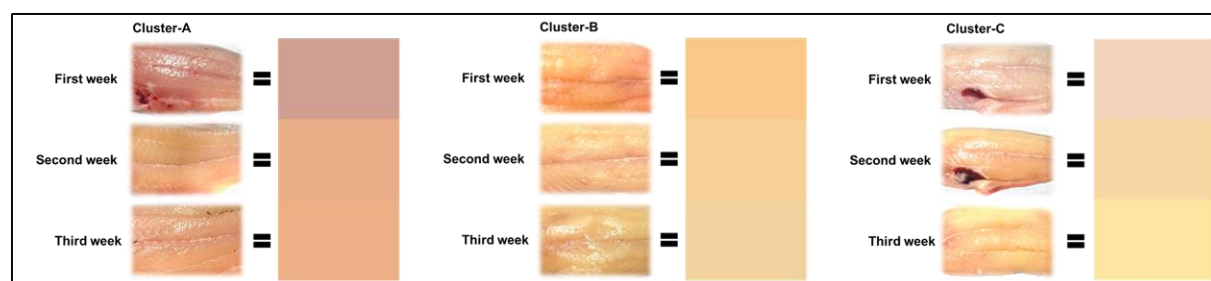 Cluster-A
First week =
Second week =
Third week =
Cluster-B
First week =
Second week =
Third week =
Cluster-C
First week =
Second week =
Third week =